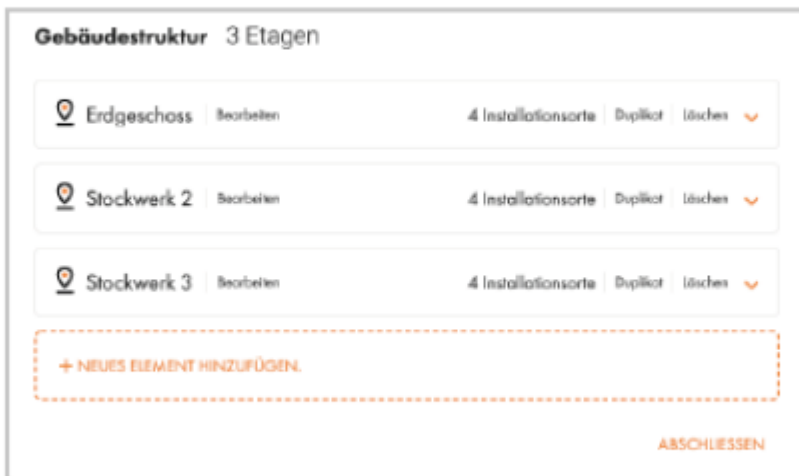 Gebäudestruktur 3 Etagen
Erdgeschoss Bearbeiten 4 Installationsorte Duplikat Löschen
Stockwerk 2 Bearbeiten 4 Installationsorte Duplikat Löschen
Stockwerk 3 Bearbeiten 4 Installationsorte Duplikat Löschen
+ NEUES ELEMENT HINZUFÜGEN.
ABSCHLIESSEN